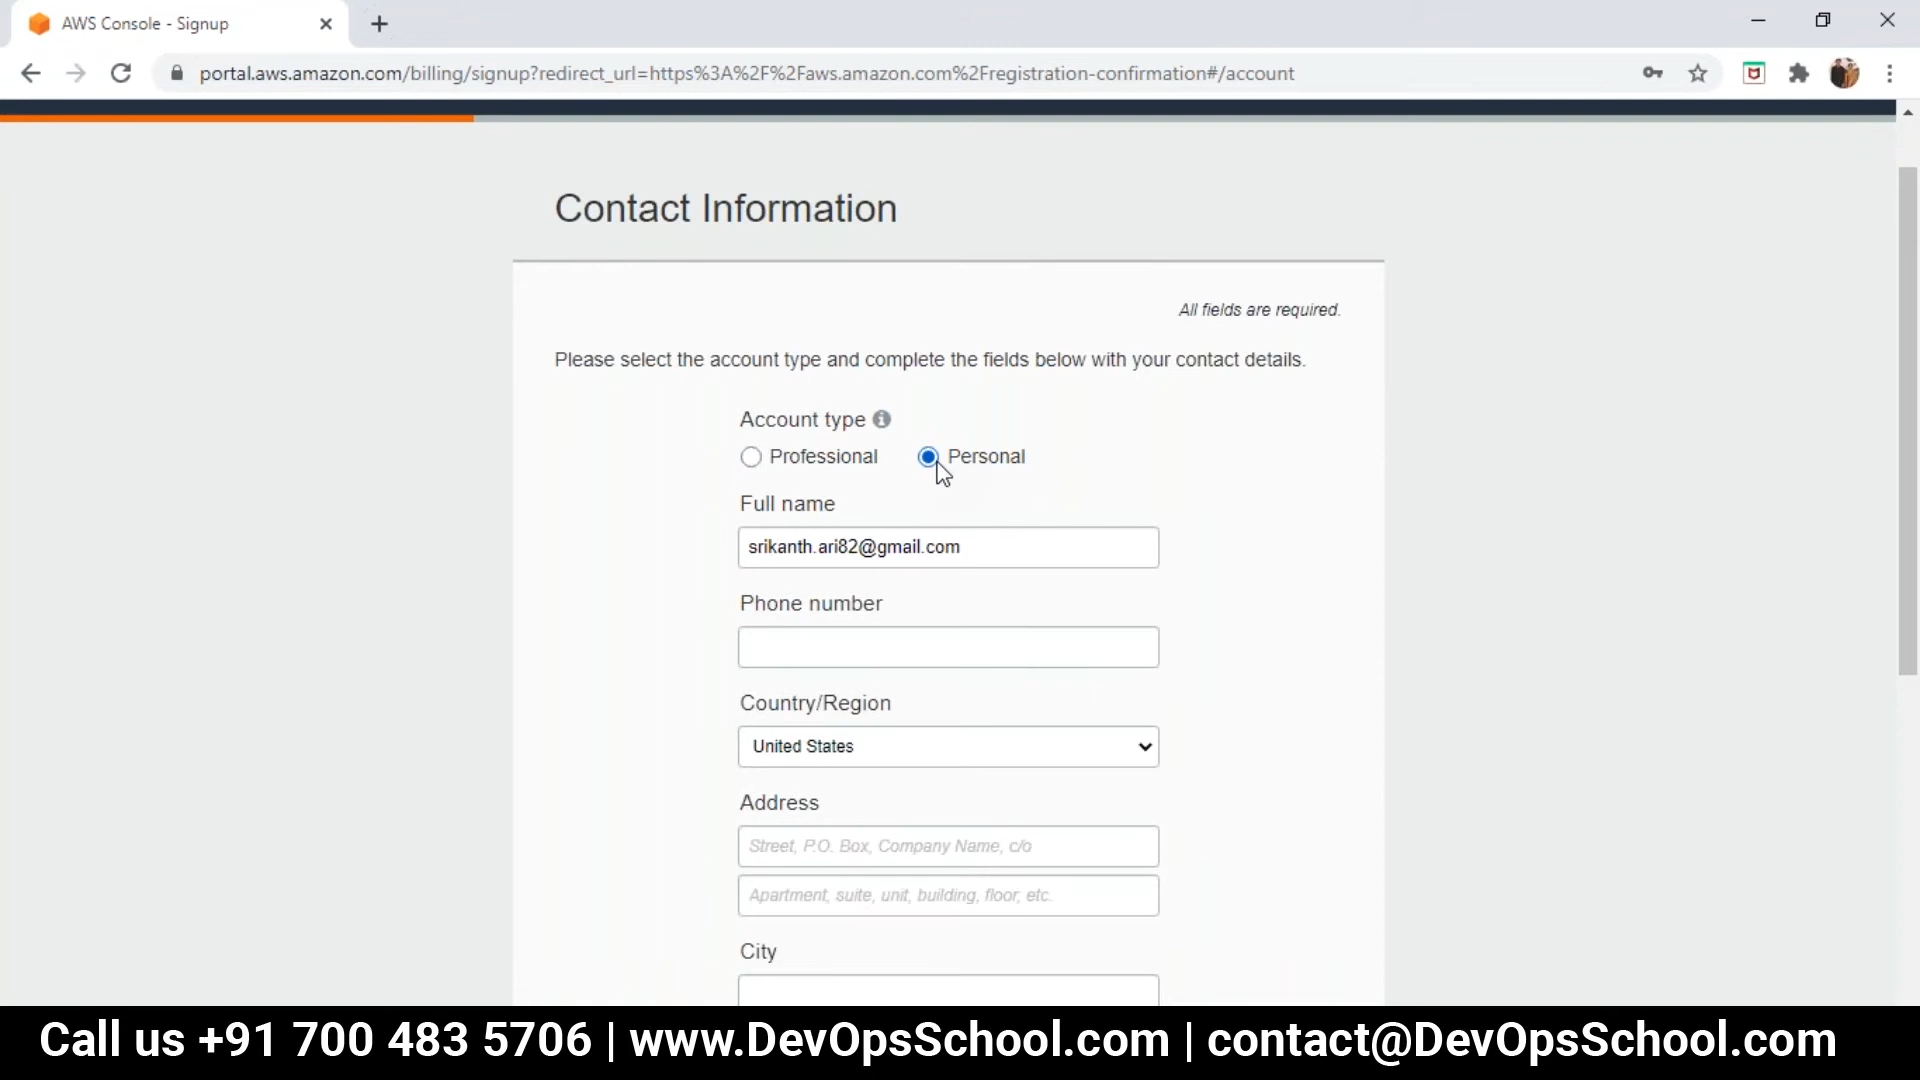 AWS Console - Signup
portal.aws.amazon.com/billing/signup?redirect_url=https%3A%2F%2Faws.amazon.com%2Fregistration-confirmation#/account
Contact Information
All fields are required.
Please select the account type and complete the fields below with your contact details.
Account type
Professional Personal
Full name
srikanth.ari82@gmail.com
Phone number
Country/Region
United States
Address
Street, P.O. Box, Company Name, c/o
Apartment, suite, unit, building, floor, etc.
City
Call us +91 700 483 5706 | www.DevOpsSchool.com | contact@DevOpsSchool.com